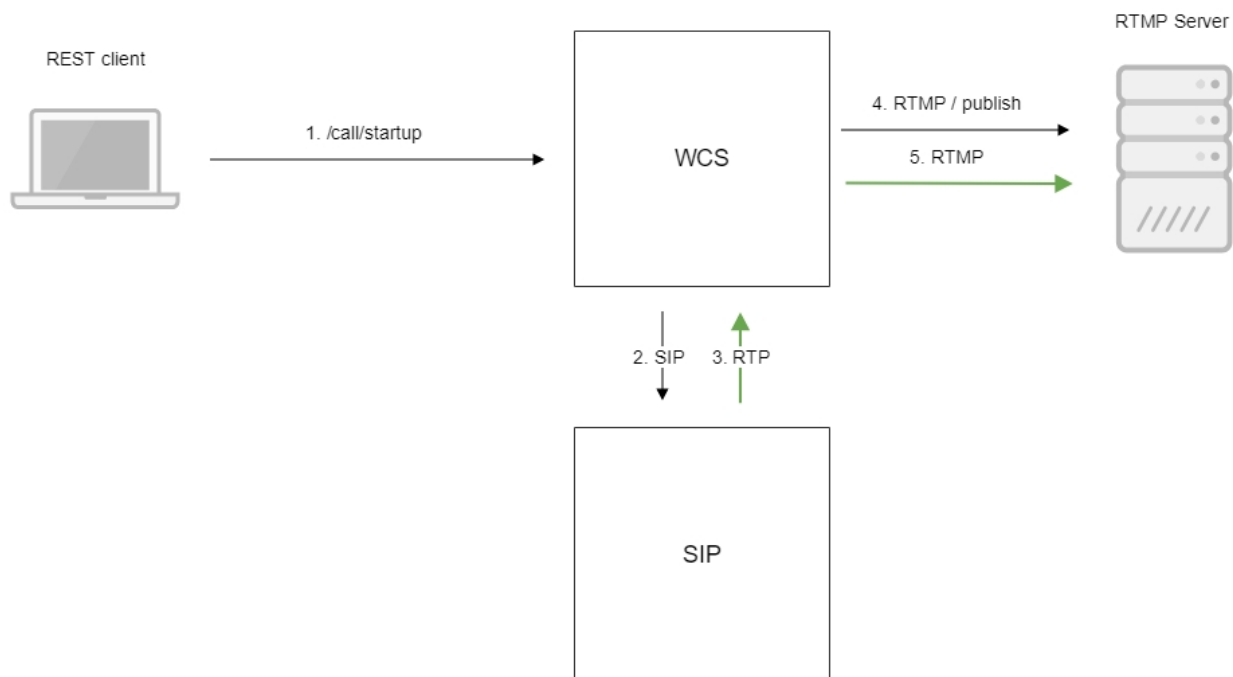 RTMP Server
REST client
4. RTMP / publish
1. /call/startup
WCS
5. RTMP
2. SIP
3. RTP
SIP